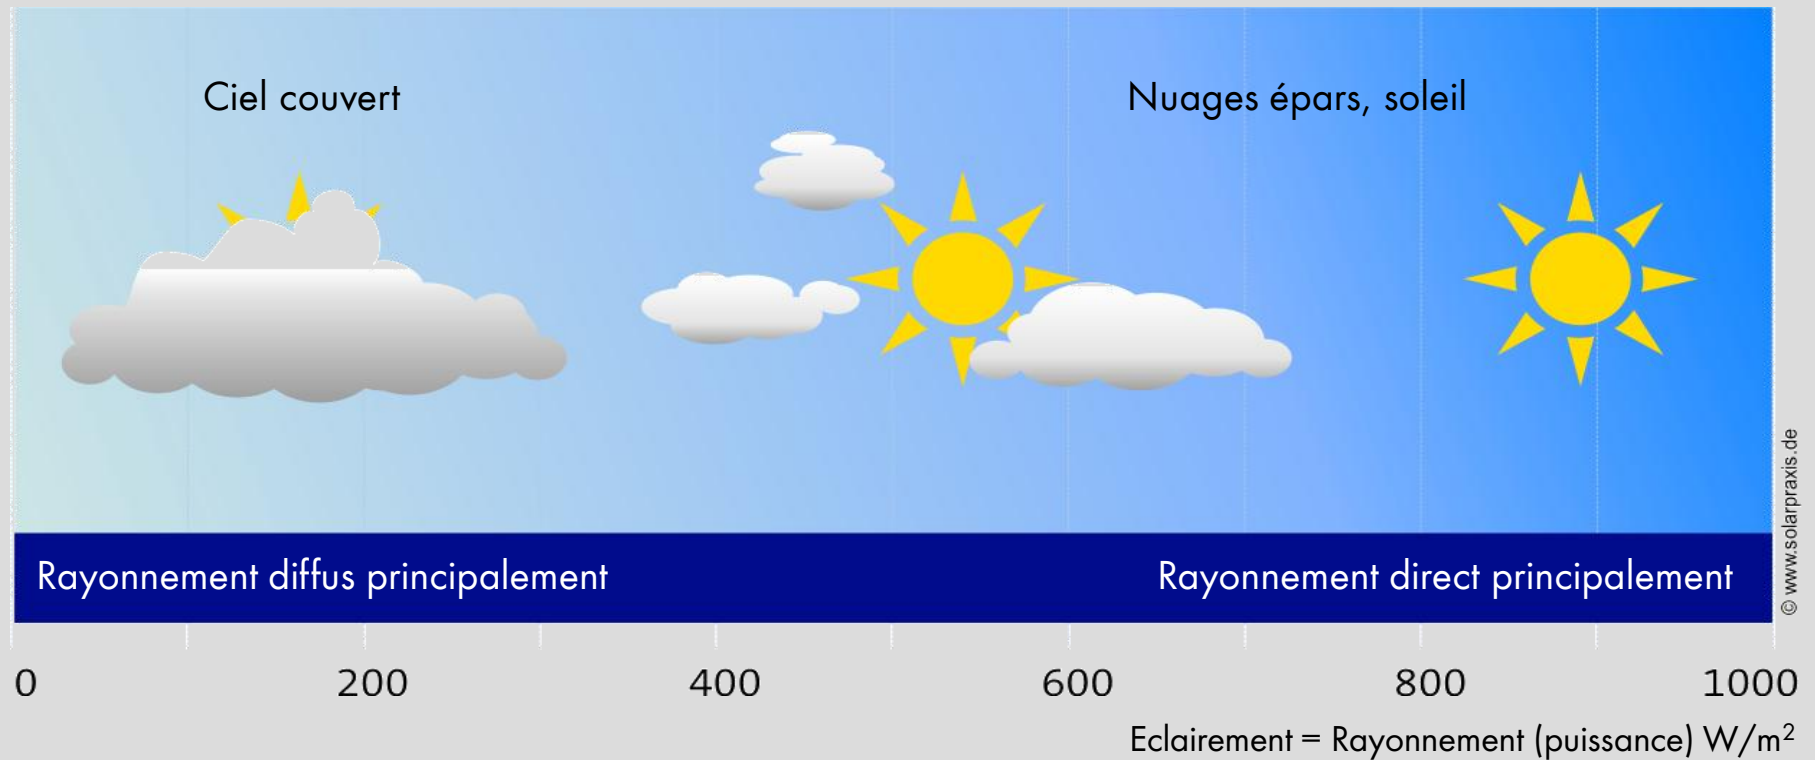 Ciel couvert
Nuages épars, soleil
Rayonnement diffus principalement
Rayonnement direct principalement
© www.solarpraxis.de
0 200 400 600 800 1000
Eclairement = Rayonnement (puissance) W/m²